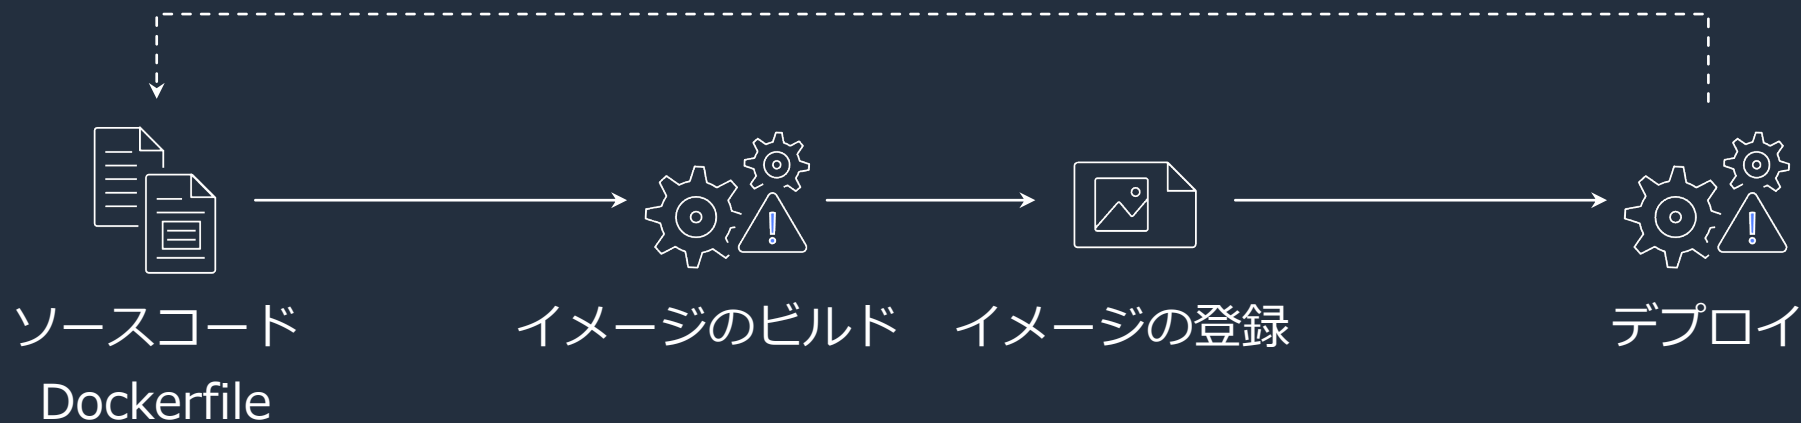 ソースコード
Dockerfile
イメージのビルド
イメージの登録
デプロイ